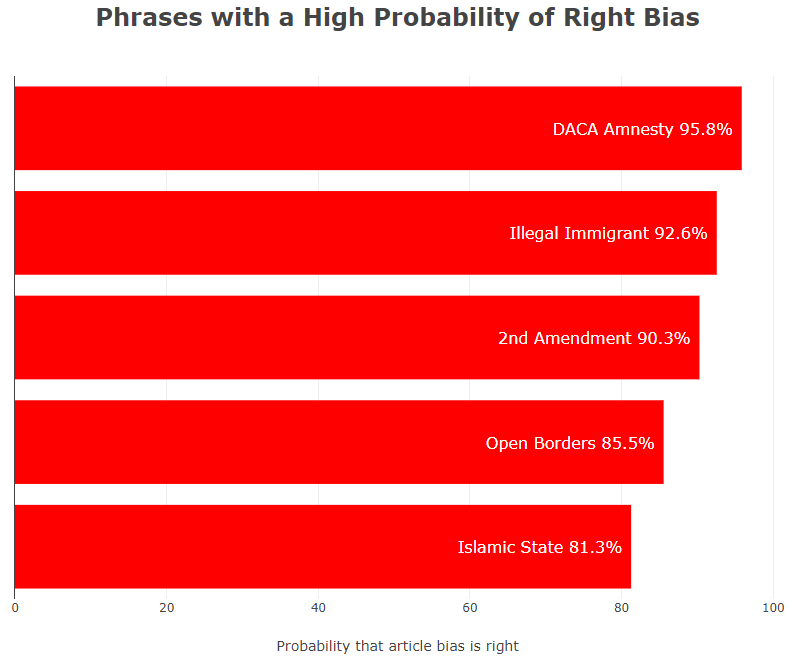 Phrases with a High Probability of Right Bias
DACA Amnesty 95.8%
Illegal Immigrant 92.6%
2nd Amendment 90.3%
Open Borders 85.5%
Islamic State 81.3%
0 20 40 60 80 100
Probability that article bias is right